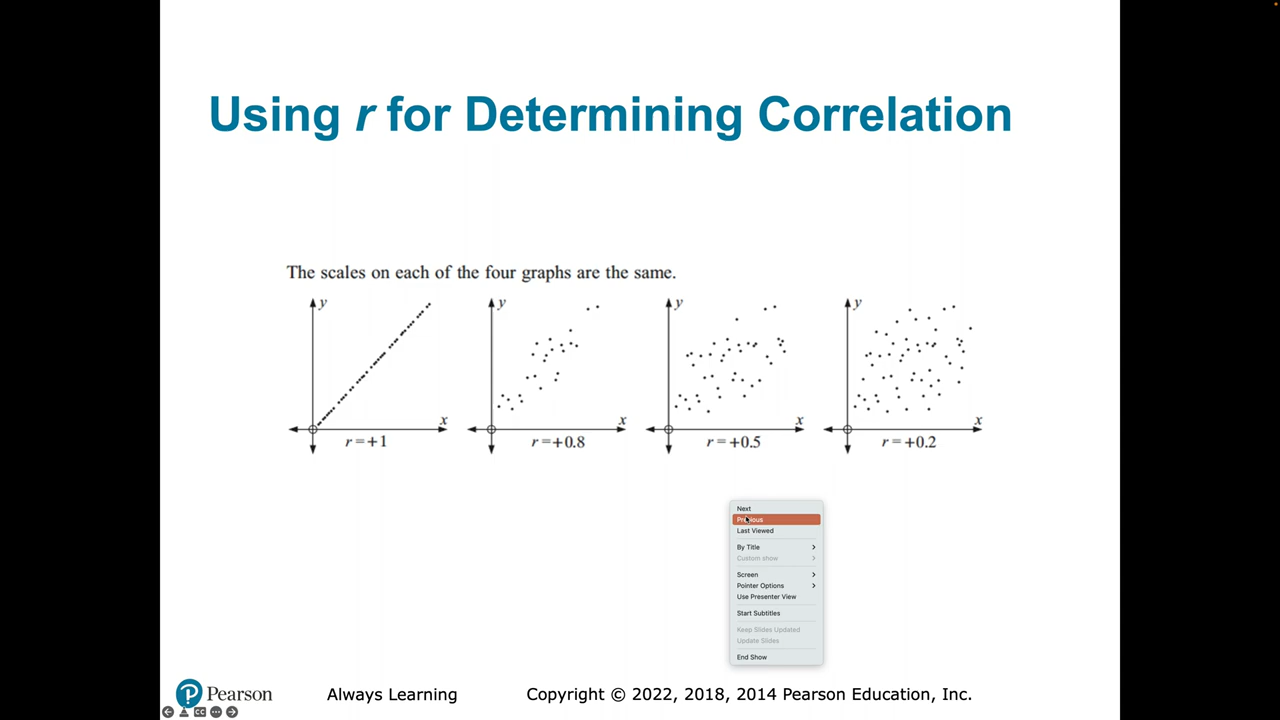 Using r for Determining Correlation
The scales on each of the four graphs are the same.
y
y
y
y
x
x
x
x
r=+1
r=+0.8
r=+0.5
r=+0.2
Next
Previous
Last Viewed
By Title
Custom show
Screen
Pointer Options
Use Presenter View
Start Subtitles
Keep Slides Updated
Update Slides
End Show
P Pearson
Always Learning
Copyright © 2022, 2018, 2014 Pearson Education, Inc.
CC